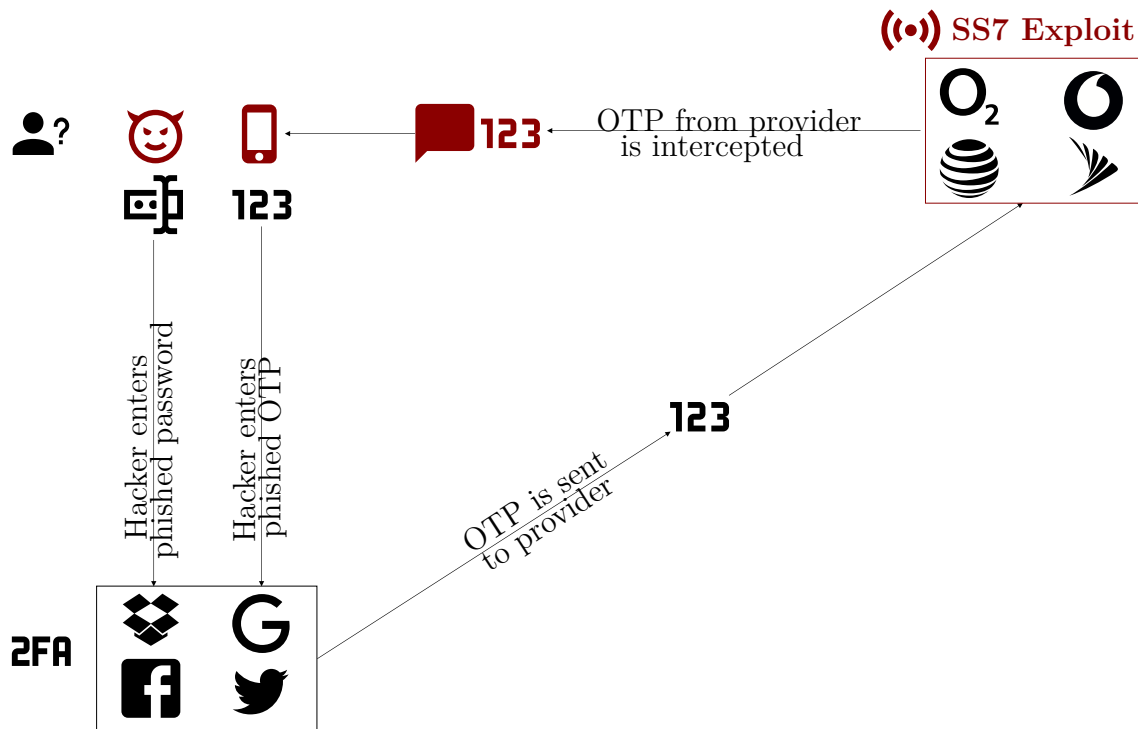 SS7 Exploit
O2
?
123
OTP from provider
is intercepted
123
Hacker enters
phished password
Hacker enters
phished OTP
123
OTP is sent
to provider
2FA
G
f